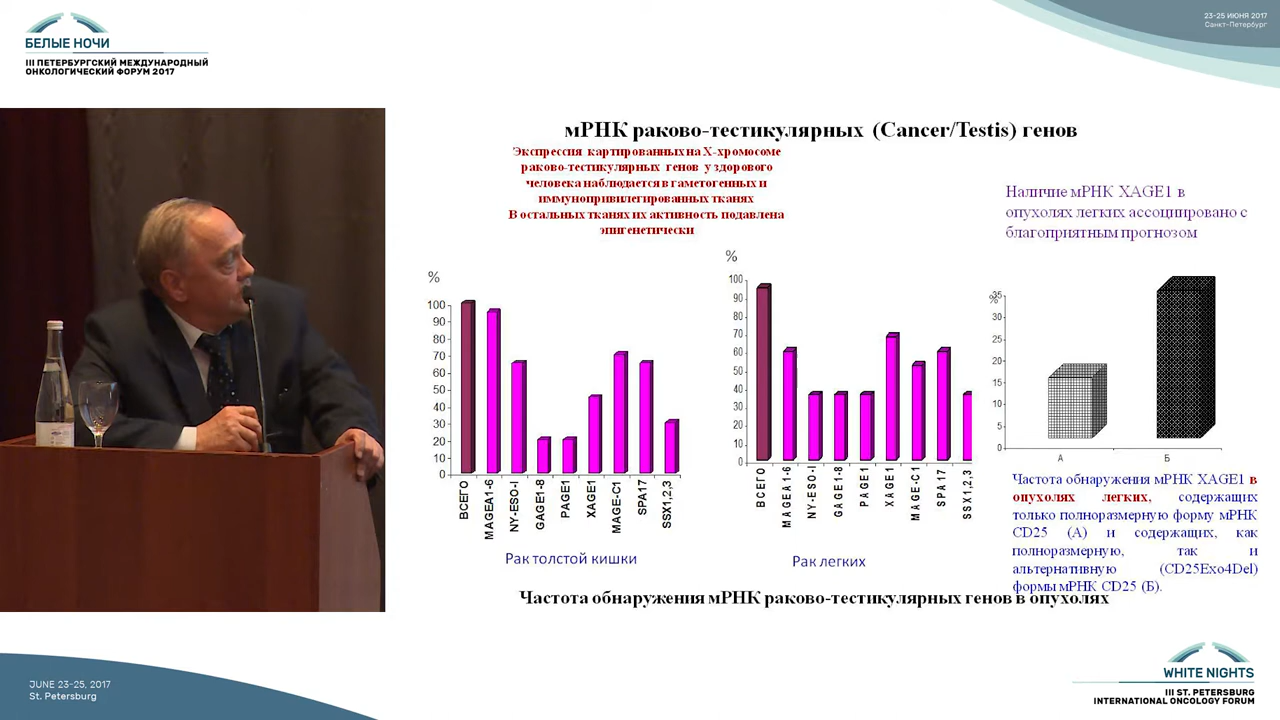 БЕЛЫЕ НОЧИ
III ПЕТЕРБУРГСКИЙ МЕЖДУНАРОДНЫЙ
ОНКОЛОГИЧЕСКИЙ ФОРУМ 2017
23-25 ИЮНЯ 2017
Санкт-Петербург
мРНК раково-тестикулярных (Cancer/Testis) генов
Экспрессия картированных на Х-хромосоме
раково-тестикулярных генов у здорового
человека наблюдается в гаметогенных и
иммунопривилегированных тканях
В остальных тканях их активность подавлена
эпигенетически
Наличие мРНК XAGE1 в
опухолях легких ассоциировано с
благоприятным прогнозом
%
100
90
80
70
60
50
40
30
20
10
0
ВСЕГО
MAGEA1-6
NY-ESO-I
GAGE1-8
PAGE1
XAGE1
MAGE-C1
SPA17
SSX1,2,3
Рак толстой кишки
%
100
90
80
70
60
50
40
30
20
10
0
ВСЕГО
MAGEA1-6
NY-ESO-I
GAGE1-8
PAGE1
XAGE1
MAGE-C1
SPA17
SSX1,2,3
Рак легких
%
35
30
25
20
15
10
5
0
А
Б
Частота обнаружения мРНК XAGE1 в
опухолях легких, содержащих
только полноразмерную форму мРНК
CD25 (А) и содержащих, как
полноразмерную, так и
альтернативную (CD25Exo4Del)
формы мРНК CD25 (Б).
Частота обнаружения мРНК раково-тестикулярных генов в опухолях
JUNE 23-25, 2017
St. Petersburg
WHITE NIGHTS
III ST. PETERSBURG
INTERNATIONAL ONCOLOGY FORUM